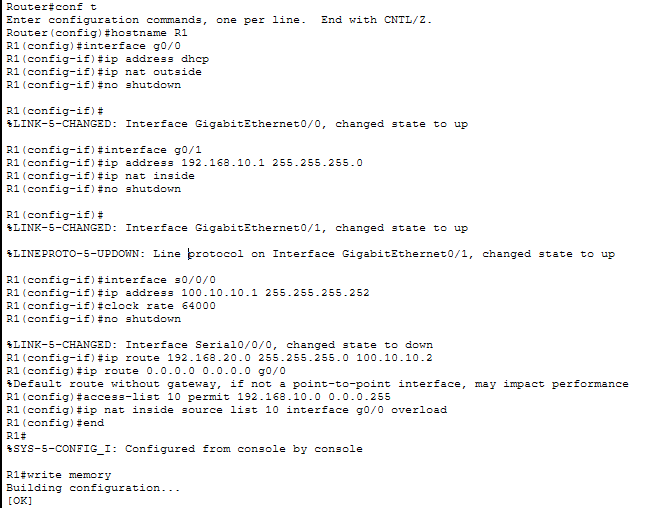 Router#conf t
Enter configuration commands, one per line.  End with CNTL/Z.
Router(config)#hostname R1
R1(config)#interface g0/0
R1(config-if)#ip address dhcp
R1(config-if)#ip nat outside
R1(config-if)#no shutdown
R1(config-if)#
%LINK-5-CHANGED: Interface GigabitEthernet0/0, changed state to up
R1(config-if)#interface g0/1
R1(config-if)#ip address 192.168.10.1 255.255.255.0
R1(config-if)#ip nat inside
R1(config-if)#no shutdown
R1(config-if)#
%LINK-5-CHANGED: Interface GigabitEthernet0/1, changed state to up
%LINEPROTO-5-UPDOWN: Line protocol on Interface GigabitEthernet0/1, changed state to up
R1(config-if)#interface s0/0/0
R1(config-if)#ip address 100.10.10.1 255.255.255.252
R1(config-if)#clock rate 64000
R1(config-if)#no shutdown
%LINK-5-CHANGED: Interface Serial0/0/0, changed state to down
R1(config-if)#ip route 192.168.20.0 255.255.255.0 100.10.10.2
R1(config)#ip route 0.0.0.0 0.0.0.0 g0/0
%Default route without gateway, if not a point-to-point interface, may impact performance
R1(config)#access-list 10 permit 192.168.10.0 0.0.0.255
R1(config)#ip nat inside source list 10 interface g0/0 overload
R1(config)#end
R1#
%SYS-5-CONFIG_I: Configured from console by console
R1#write memory
Building configuration...
[OK]